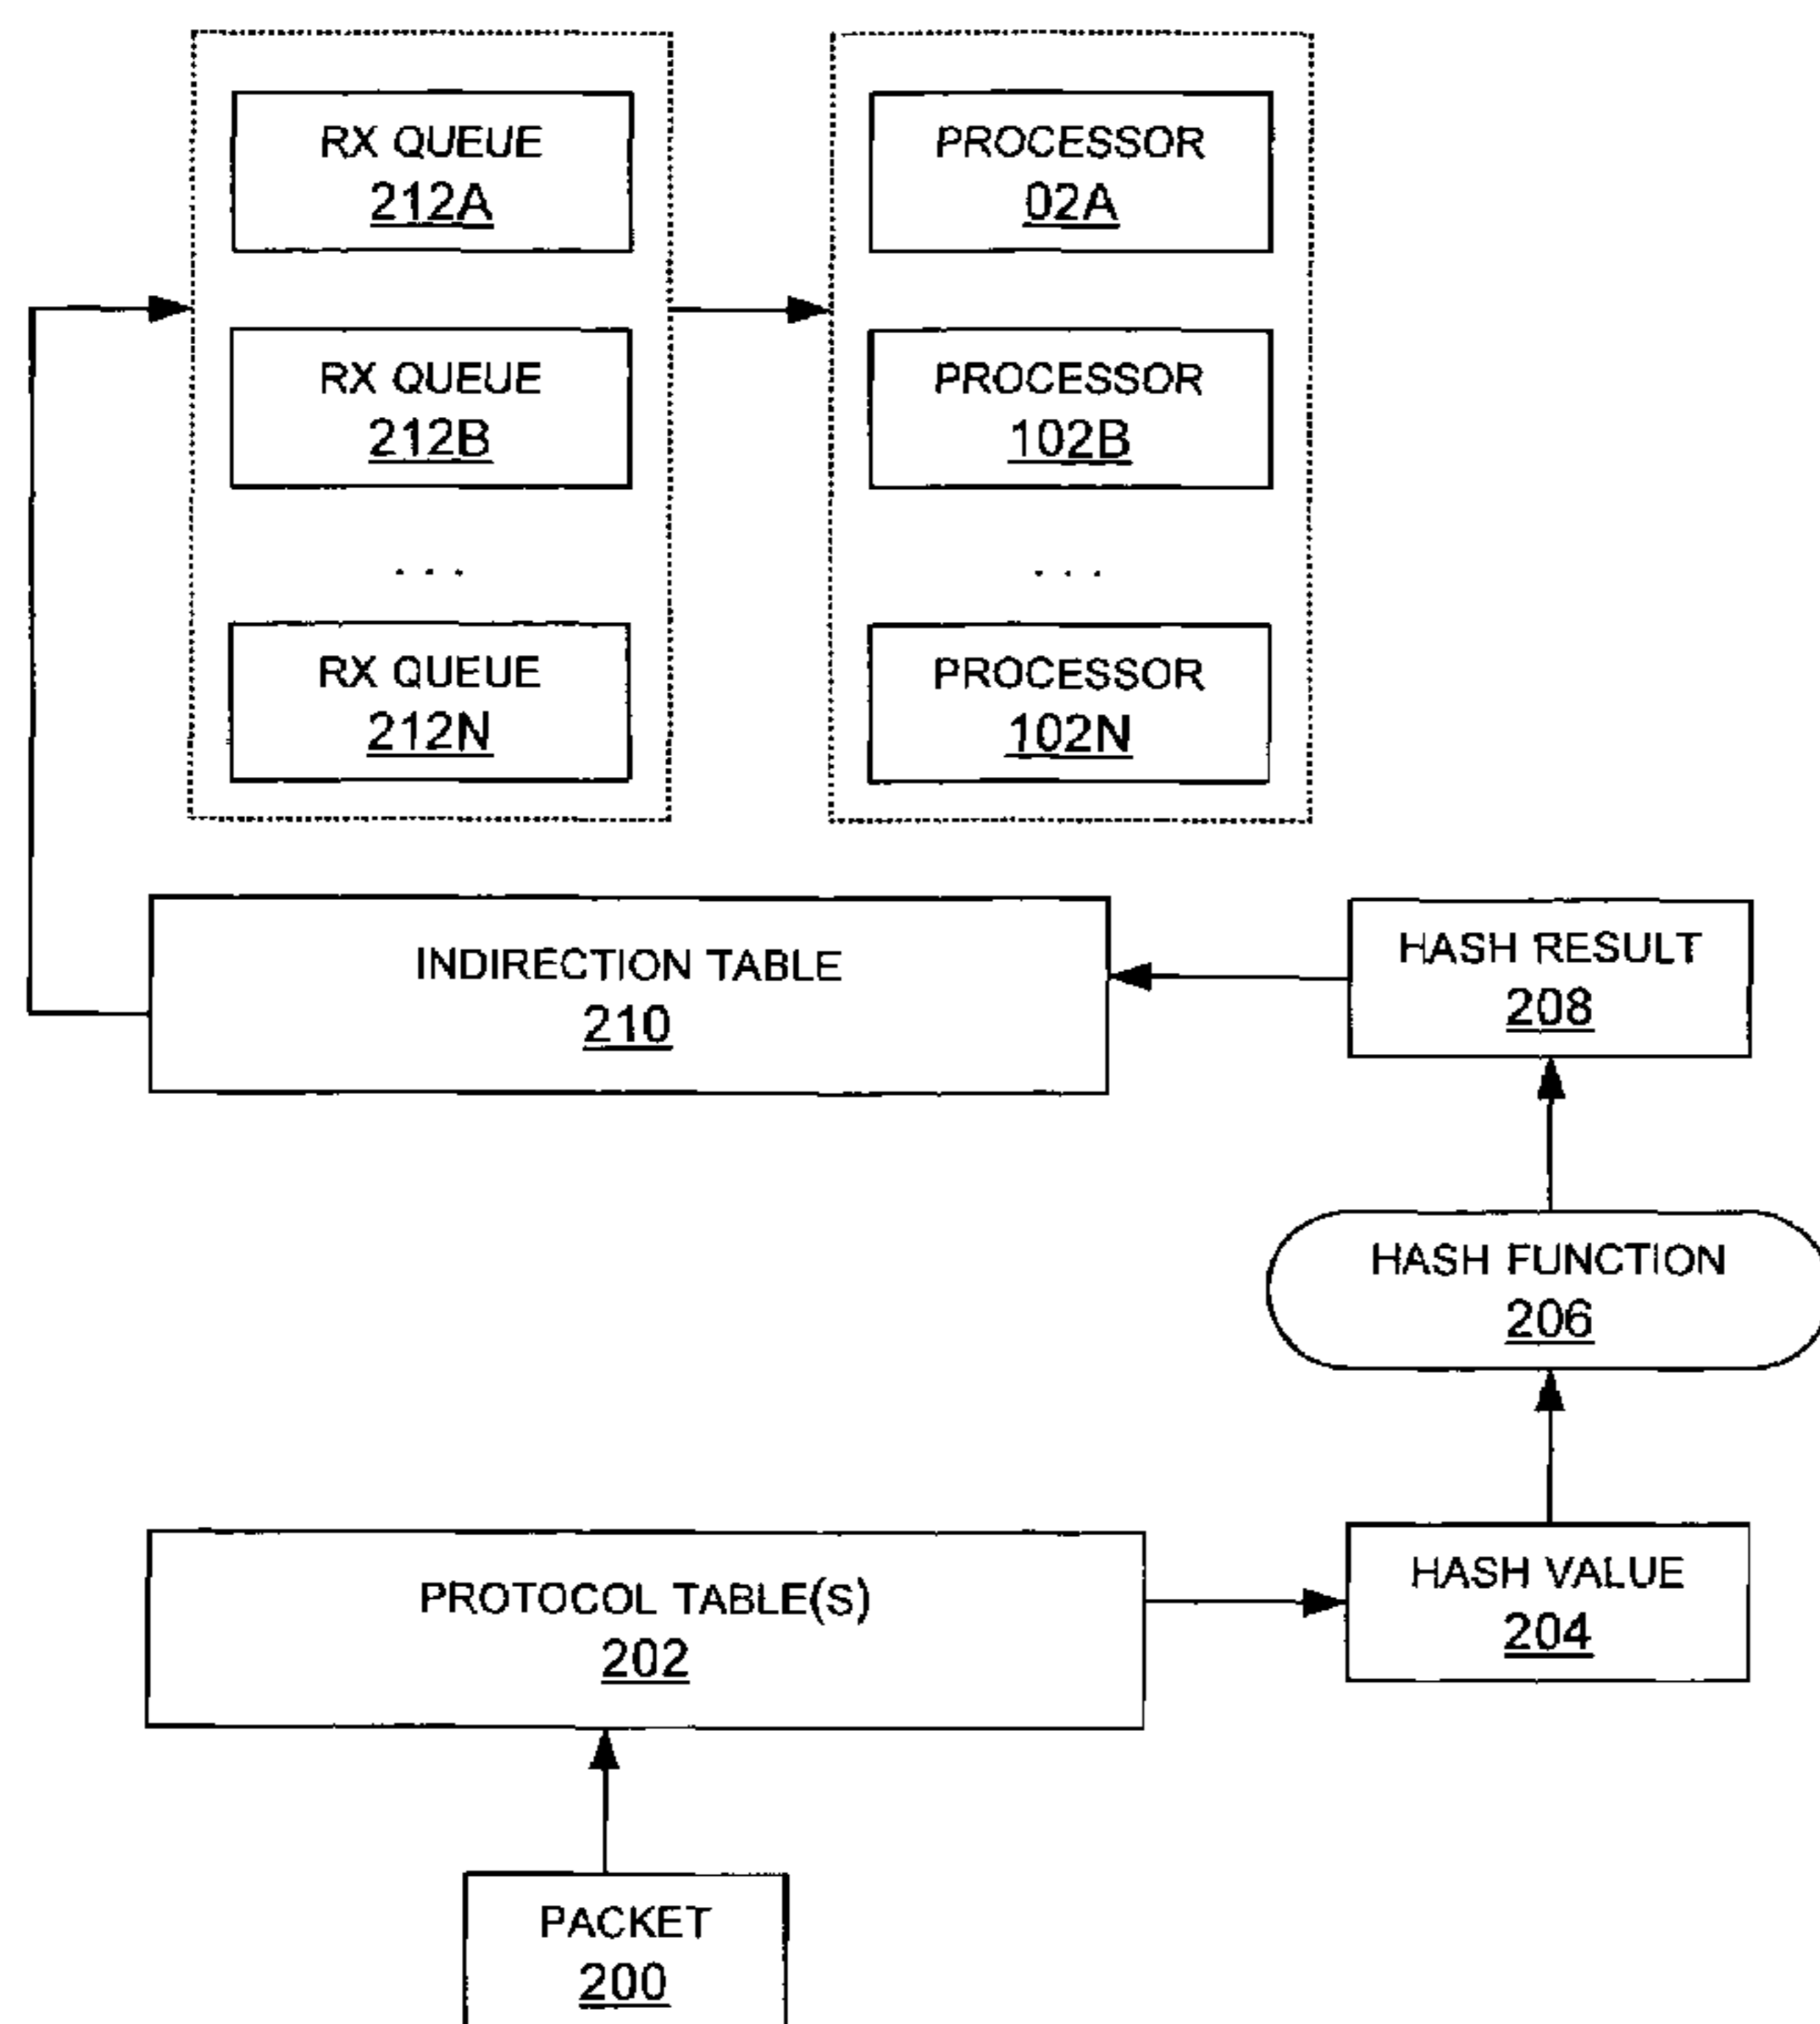 RX QUEUE
212A
PROCESSOR
02A
RX QUEUE
212B
PROCESSOR
102B
. . .
. . .
RX QUEUE
212N
PROCESSOR
102N
INDIRECTION TABLE
210
HASH RESULT
208
HASH FUNCTION
206
PROTOCOL TABLE(S)
202
HASH VALUE
204
PACKET
200